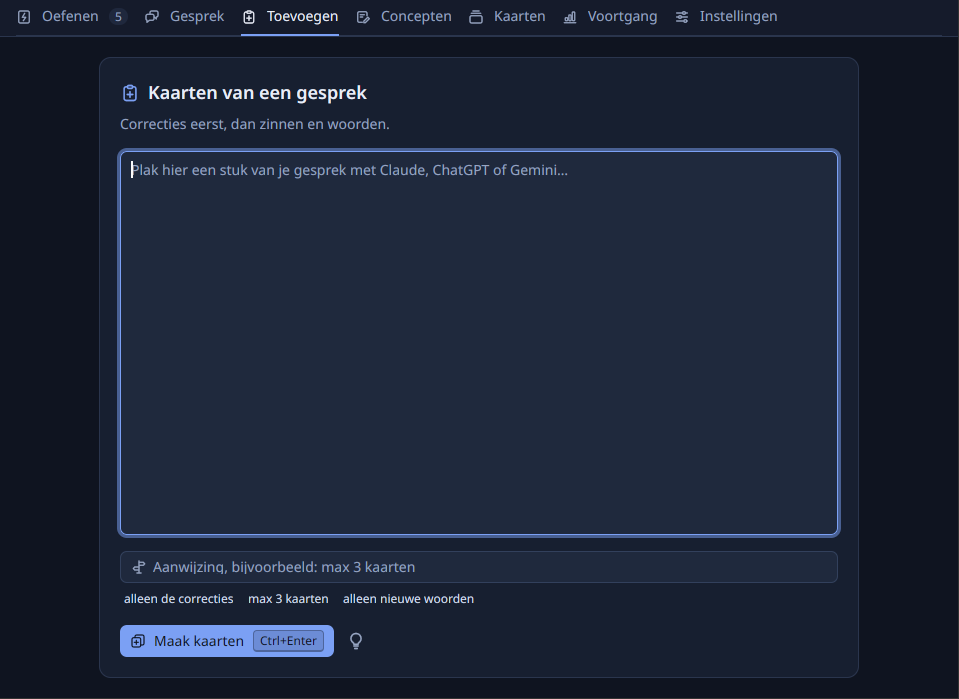 Oefenen 5 Gesprek Toevoegen Concepten Kaarten Voortgang Instellingen
Kaarten van een gesprek
Correcties eerst, dan zinnen en woorden.
Plak hier een stuk van je gesprek met Claude, ChatGPT of Gemini...
Aanwijzing, bijvoorbeeld: max 3 kaarten
alleen de correcties max 3 kaarten alleen nieuwe woorden
Maak kaarten Ctrl+Enter